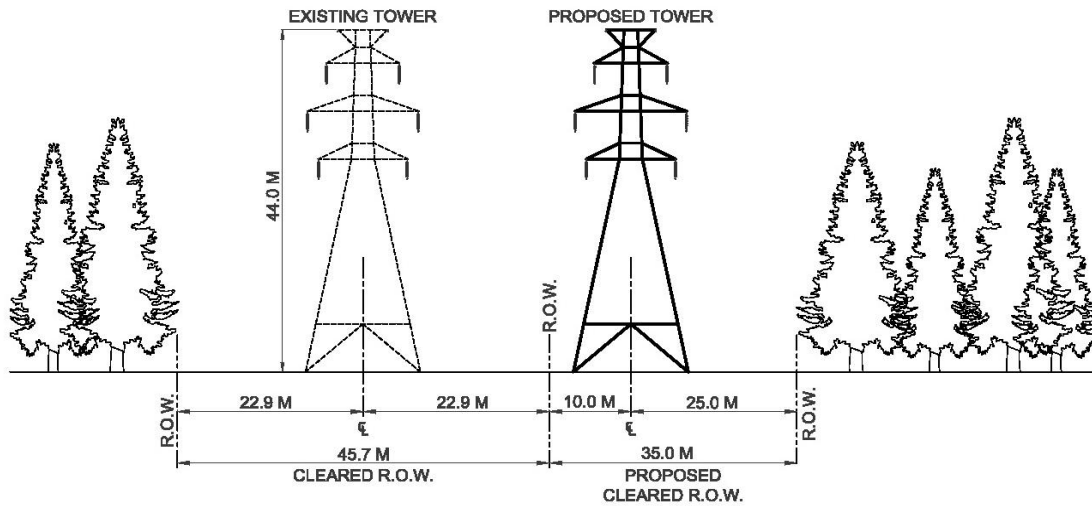 EXISTING TOWER
PROPOSED TOWER
44.0 M
R.O.W.
22.9 M
22.9 M
R.O.W.
10.0 M
25.0 M
R.O.W.
℄
℄
45.7 M
CLEARED R.O.W.
35.0 M
PROPOSED
CLEARED R.O.W.